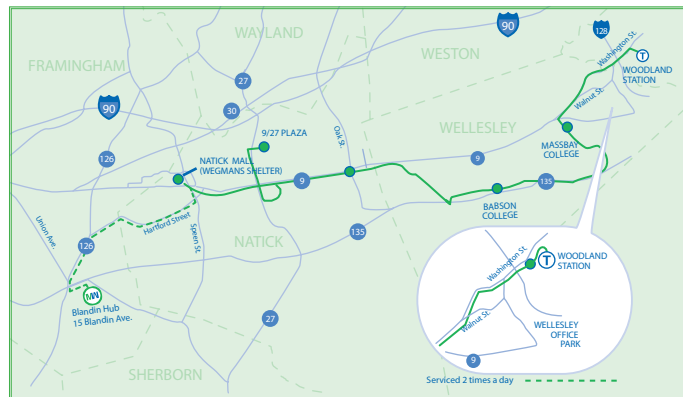 90
WAYLAND
128
WESTON
Washington St.
T
FRAMINGHAM
WOODLAND
STATION
27
90
Walnut St.
30
9/27 PLAZA
Oak St.
WELLESLEY
MASSBAY
COLLEGE
126
NATICK MALL
(WEGMANS SHELTER)
9
9
135
BABSON
COLLEGE
Union Ave.
Hartford Street
Speen St.
126
NATICK
135
Washington St.
T
WOODLAND
STATION
MW
Blandin Hub
15 Blandin Ave.
27
Walnut St.
WELLESLEY
OFFICE
PARK
9
SHERBORN
Serviced 2 times a day